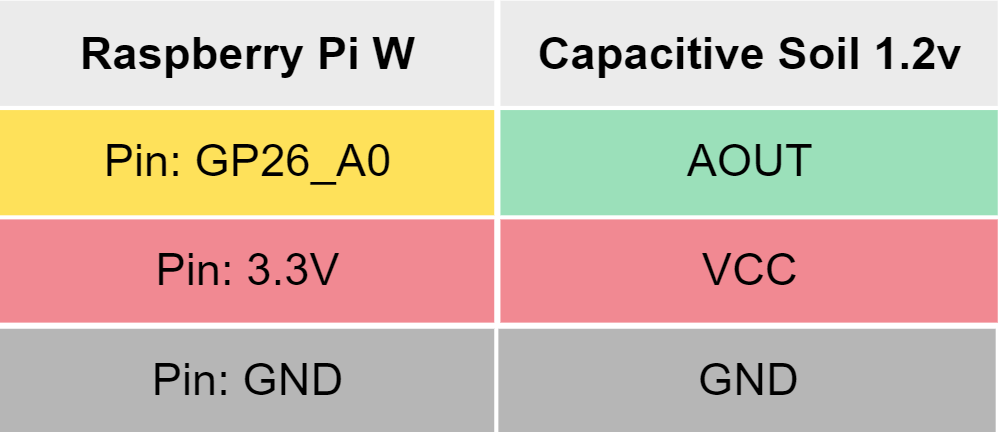 Raspberry Pi W Capacitive Soil 1.2v
Pin: GP26_A0 AOUT
Pin: 3.3V VCC
Pin: GND GND